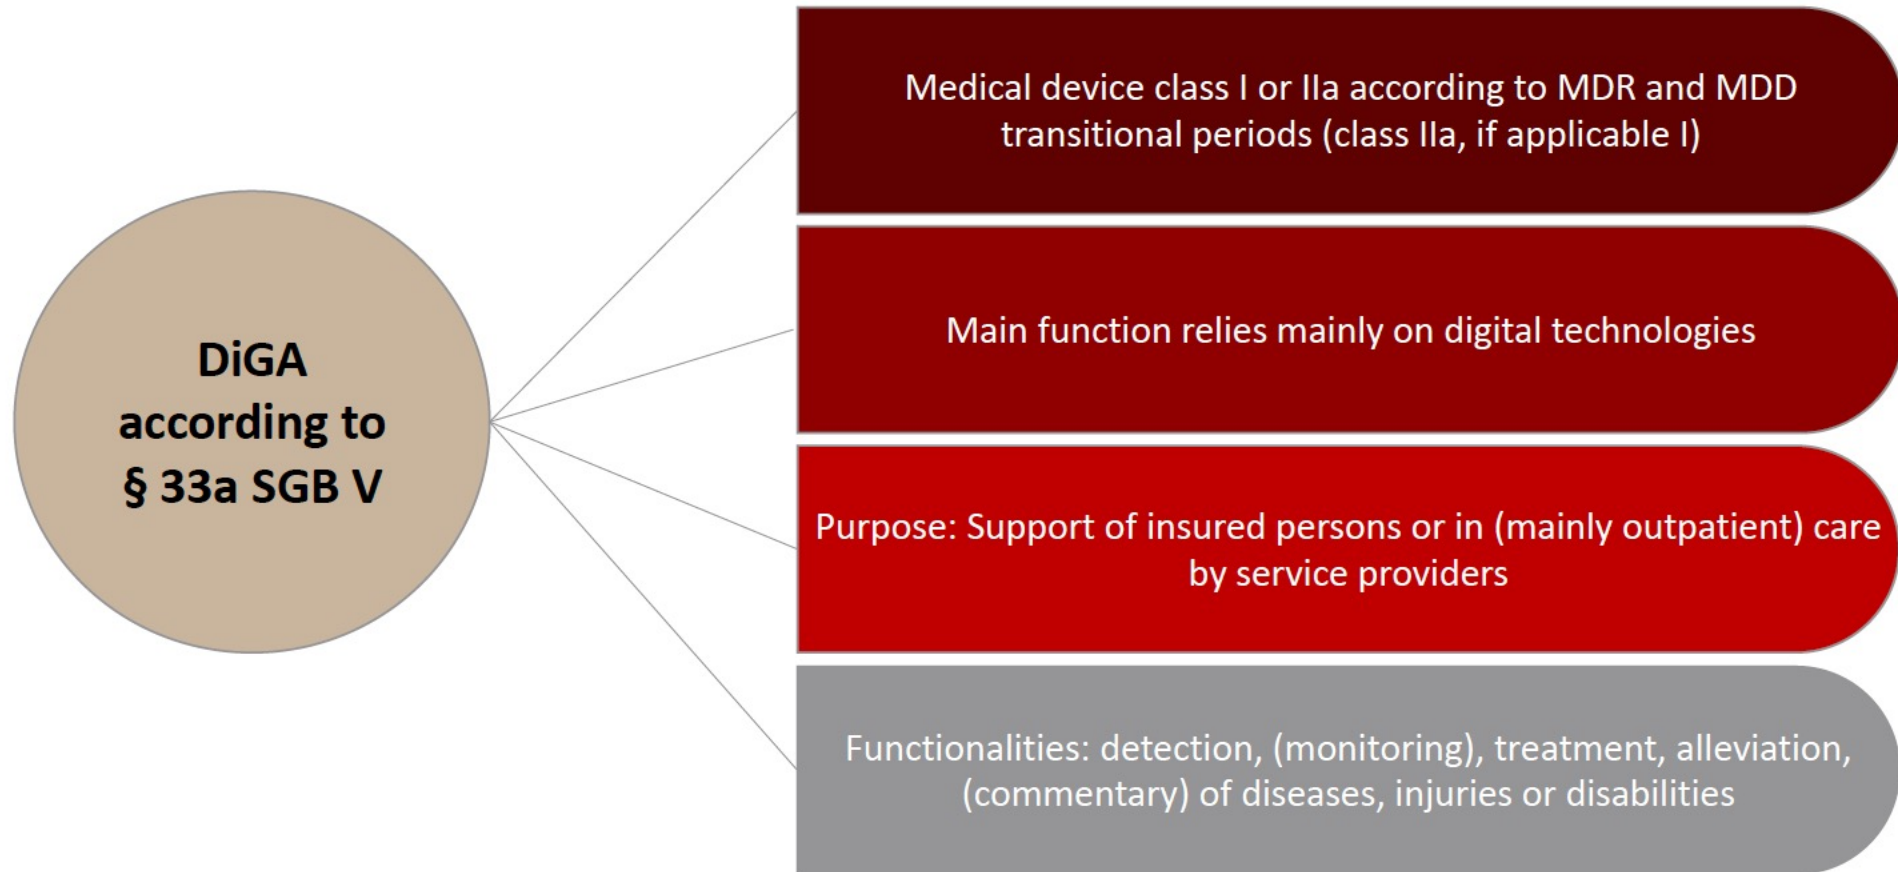 DiGA
according to
§ 33a SGB V
Medical device class I or IIa according to MDR and MDD
transitional periods (class IIa, if applicable I)
Main function relies mainly on digital technologies
Purpose: Support of insured persons or in (mainly outpatient) care
by service providers
Functionalities: detection, (monitoring), treatment, alleviation,
(commentary) of diseases, injuries or disabilities